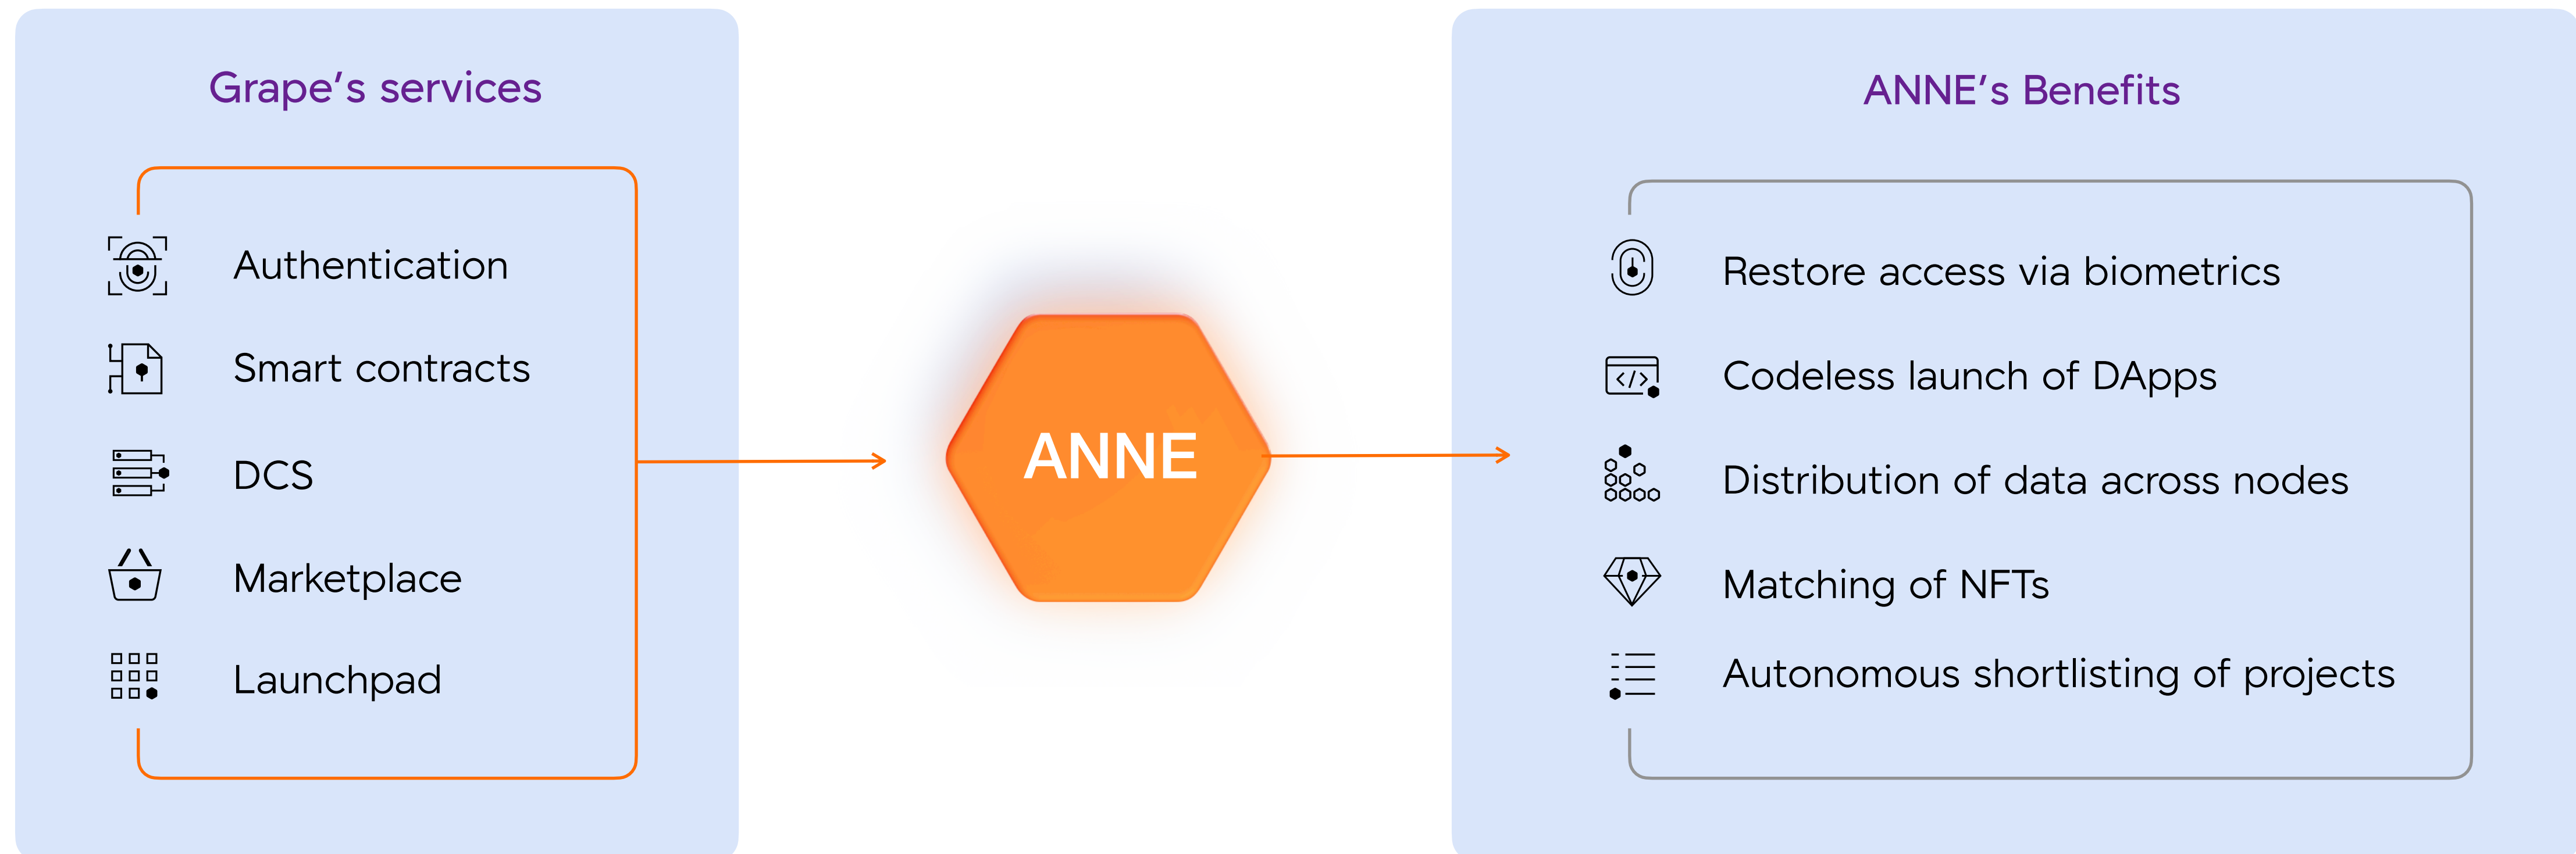 Grape’s services
Authentication
Smart contracts
DCS
Marketplace
Launchpad
ANNE
ANNE’s Benefits
Restore access via biometrics
Codeless launch of DApps
Distribution of data across nodes
Matching of NFTs
Autonomous shortlisting of projects